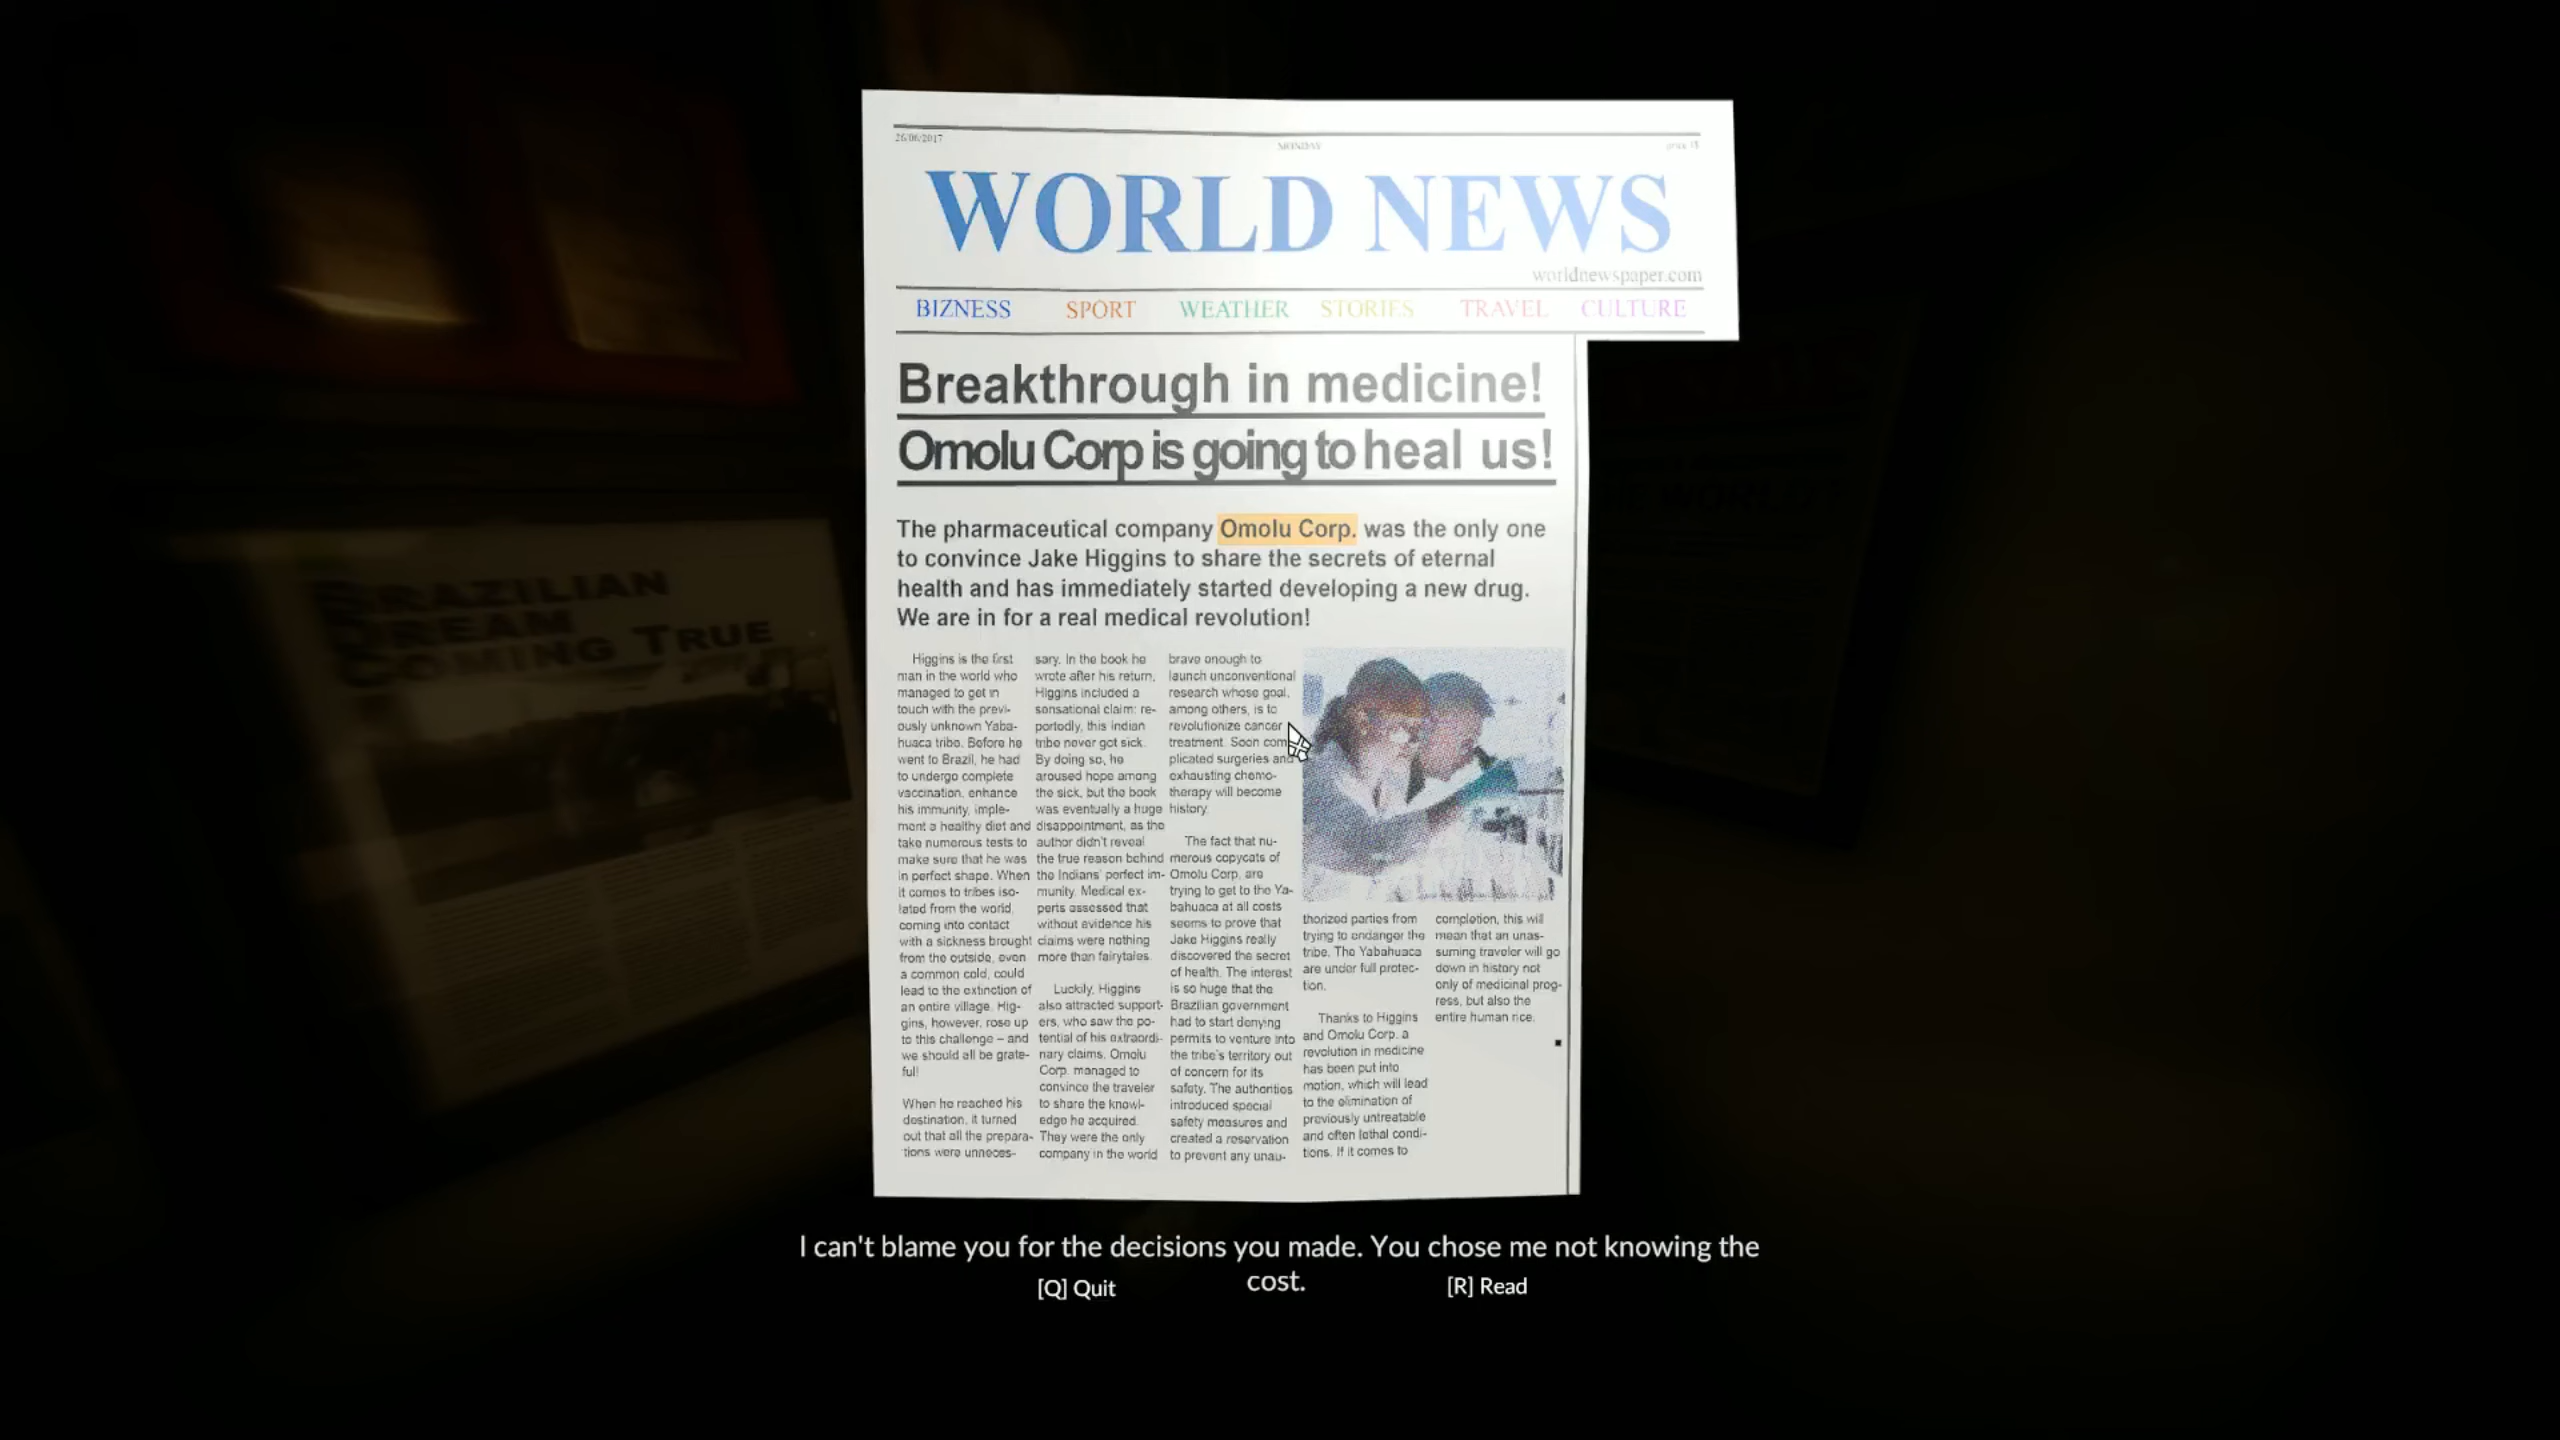 26/06/2017
MONDAY
WORLD NEWS
worldnewspaper.com
BIZNESS SPORT WEATHER STORIES TRAVEL CULTURE
Breakthrough in medicine!
Omolu Corp is going to heal us!
The pharmaceutical company Omolu Corp. was the only one
to convince Jake Higgins to share the secrets of eternal
health and has immediately started developing a new drug.
We are in for a real medical revolution!
Higgins is the first
man in the world who
managed to get in
touch with the previ-
ously unknown Yaba-
huaca tribe. Before he
went to Brazil, he had
to undergo complete
vaccination, enhance
his immunity, imple-
ment a healthy diet and
take numerous tests to
make sure that he was
in perfect shape. When
it comes to tribes iso-
lated from the world,
coming into contact
with a sickness brought
from the outside, even
a common cold, could
lead to the extinction of
an entire village. Hig-
gins, however, rose up
to this challenge – and
we should all be grate-
ful!
When he reached his
destination, it turned
out that all the prepara-
tions were unneces-
sary. In the book he
wrote after his return,
Higgins included a
sensational claim: re-
portedly, this Indian
tribe never got sick.
By doing so, he
aroused hope among
the sick, but the book
was eventually a huge
disappointment, as the
author didn't reveal
the true reason behind
the Indians' perfect im-
munity. Medical ex-
perts assessed that
without evidence his
claims were nothing
more than fairytales.
Luckily, Higgins
also attracted support-
ers, who saw the po-
tential of his extraordi-
nary claims. Omolu
Corp. managed to
convince the traveler
to share the knowl-
edge he acquired.
They were the only
company in the world
brave enough to
launch unconventional
research whose goal,
among others, is to
revolutionize cancer
treatment. Soon com-
plicated surgeries and
exhausting chemo-
therapy will become
history.
The fact that nu-
merous copycats of
Omolu Corp. are
trying to get to the Ya-
bahuaca at all costs
seems to prove that
Jake Higgins really
discovered the secret
of health. The interest
is so huge that the
Brazilian government
had to start denying
permits to venture into
the tribe's territory out
of concern for its
safety. The authorities
introduced special
safety measures and
created a reservation
to prevent any unau-
thorized parties from
trying to endanger the
tribe. The Yabahuaca
are under full protec-
tion.
Thanks to Higgins
and Omolu Corp. a
revolution in medicine
has been put into
motion, which will lead
to the elimination of
previously untreatable
and often lethal condi-
tions. If it comes to
completion, this will
mean that an unas-
suming traveler will go
down in history not
only of medicinal prog-
ress, but also the
entire human rice.
BRAZILIAN
DREAM
COMING TRUE
I can't blame you for the decisions you made. You chose me not knowing the
cost.
[Q] Quit
[R] Read